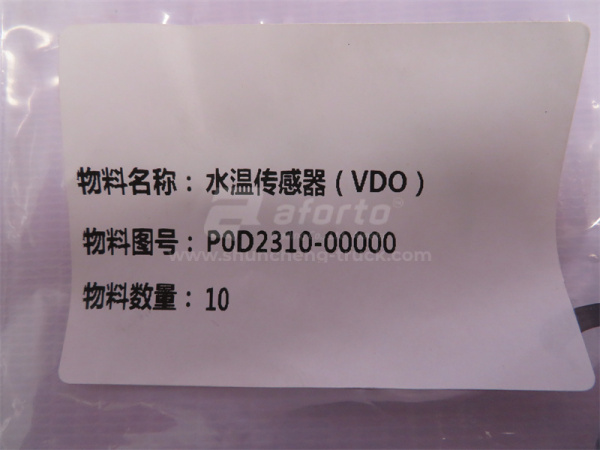 物料名称：水温传感器（VDO）
aforto™
物料图号：P0D2310-00000
www.shuncheng-truck.com
物料数量：10